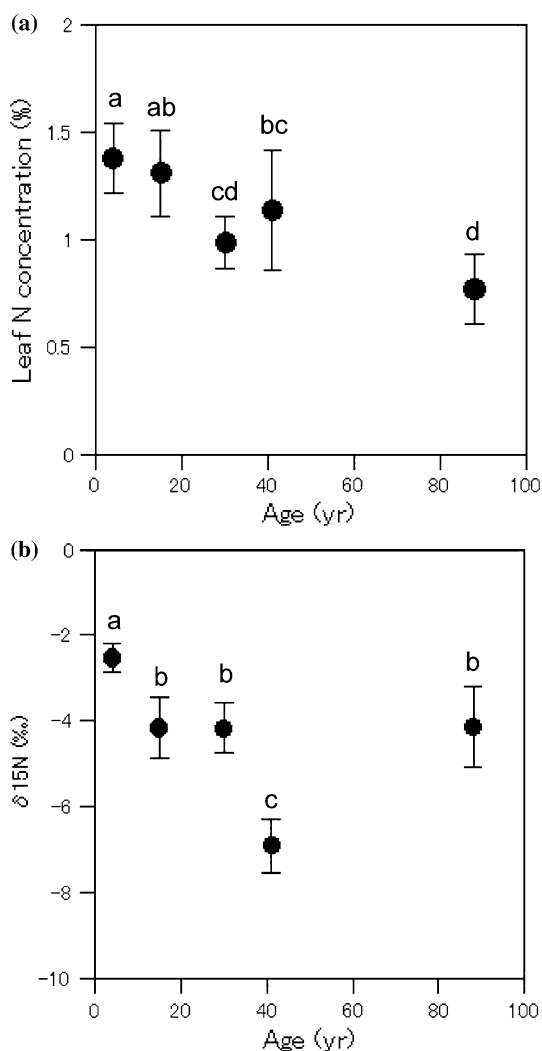 (a)
2
1.5
1
0.5
0
Leaf N concentration (%)
a
ab
cd
bc
d
0 20 40 60 80 100
Age (yr)
(b)
0
−2
−4
−6
−8
−10
δ15N (‰)
a
b
b
c
b
0 20 40 60 80 100
Age (yr)